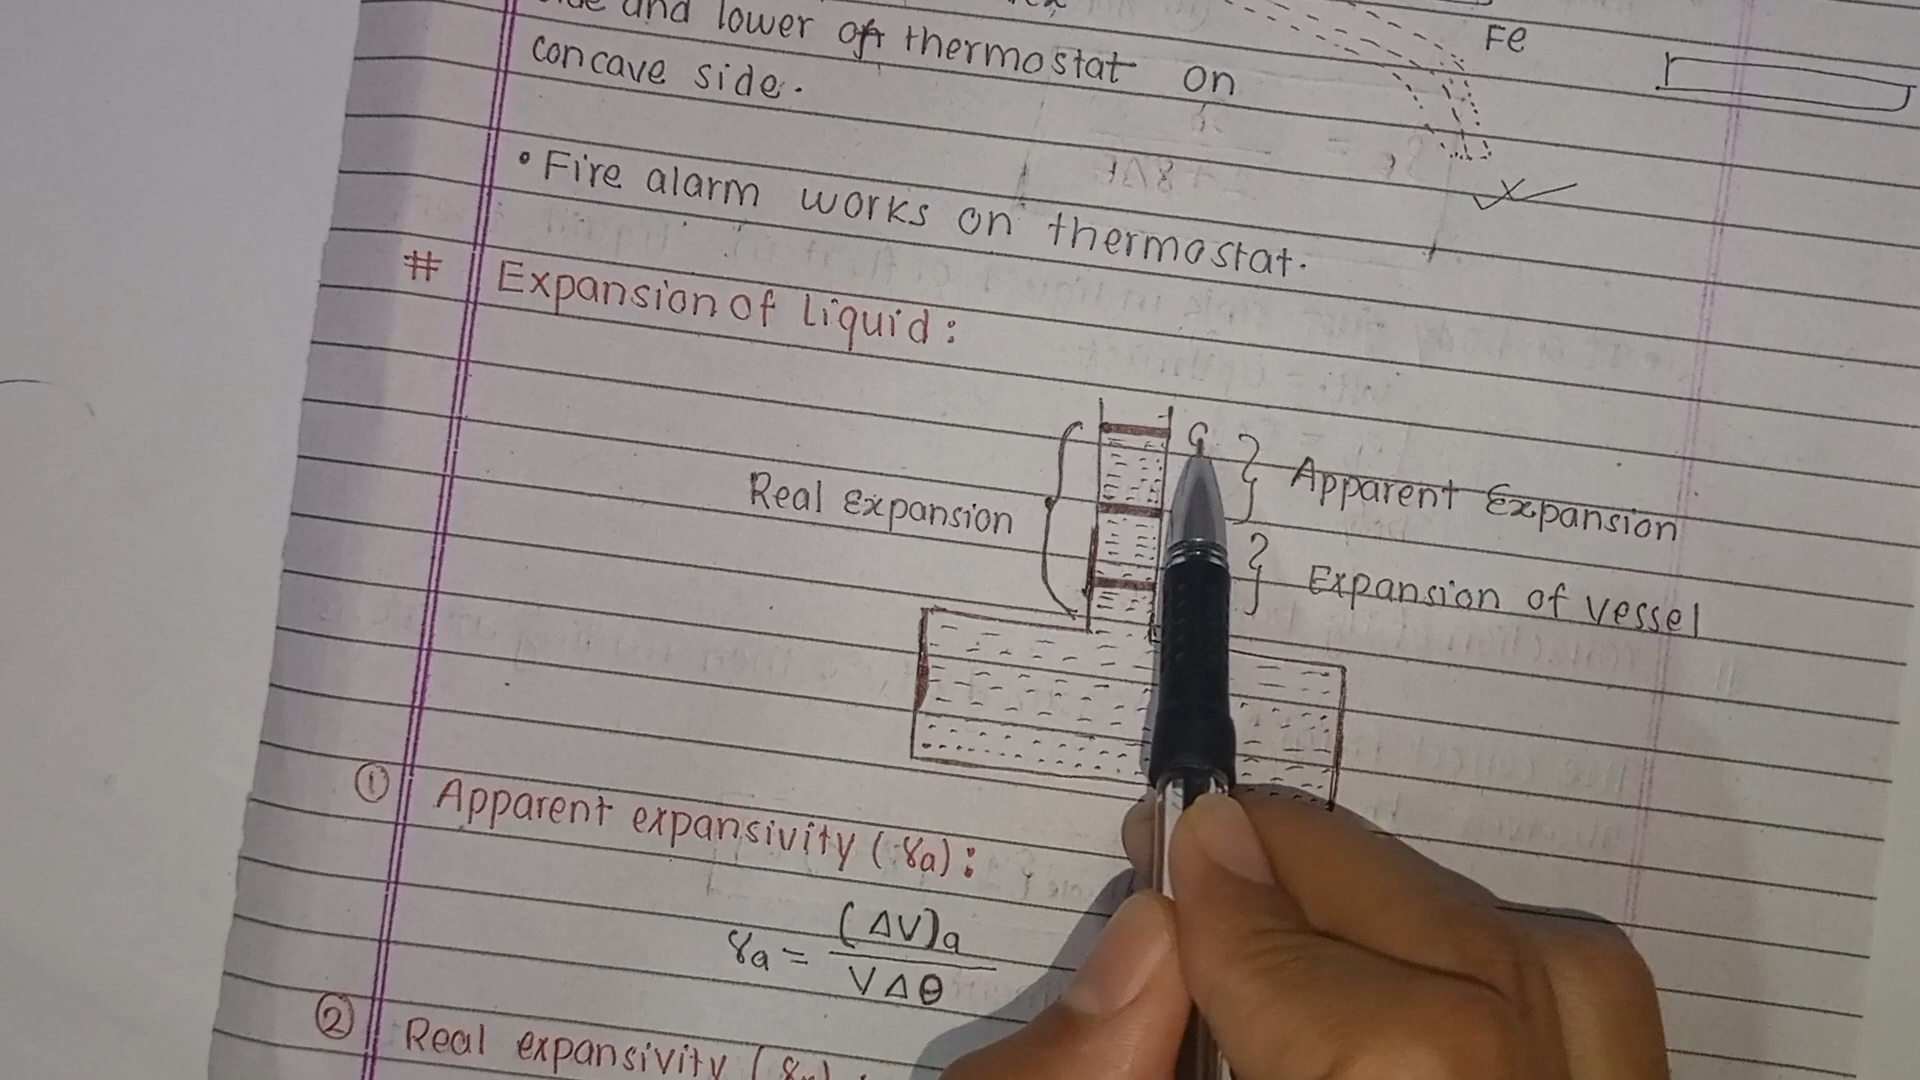 and lower of thermostat on
Fe
concave side.
• Fire alarm works on thermostat.
# Expansion of liquid:
C
Real Expansion
Apparent Expansion
Expansion of vessel
① Apparent expansivity (γa):
γa = (ΔV)a / VΔθ
② Real expansivity (γr)